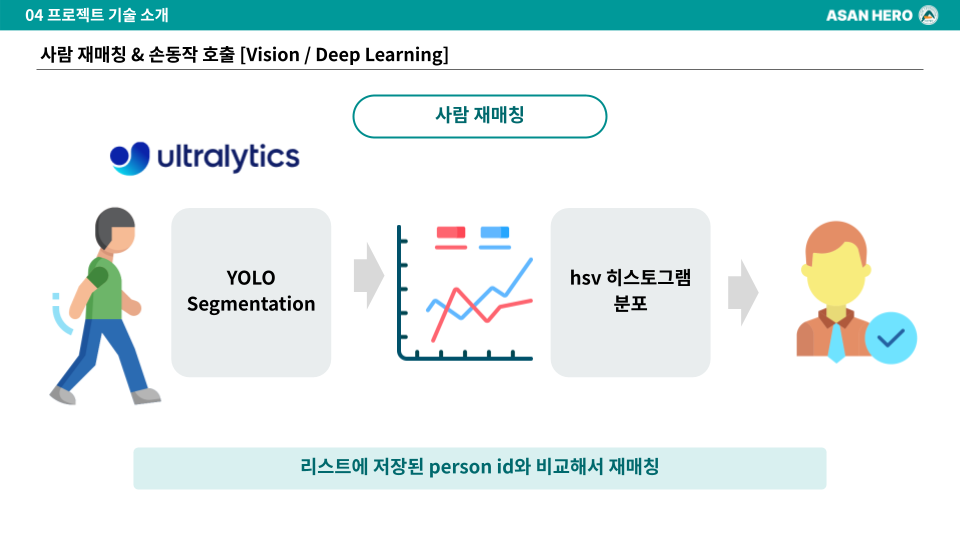 04 프로젝트 기술 소개
ASAN HERO
사람 재매칭 & 손동작 호출 [Vision / Deep Learning]
사람 재매칭
ultralytics
YOLO
Segmentation
hsv 히스토그램
분포
리스트에 저장된 person id와 비교해서 재매칭